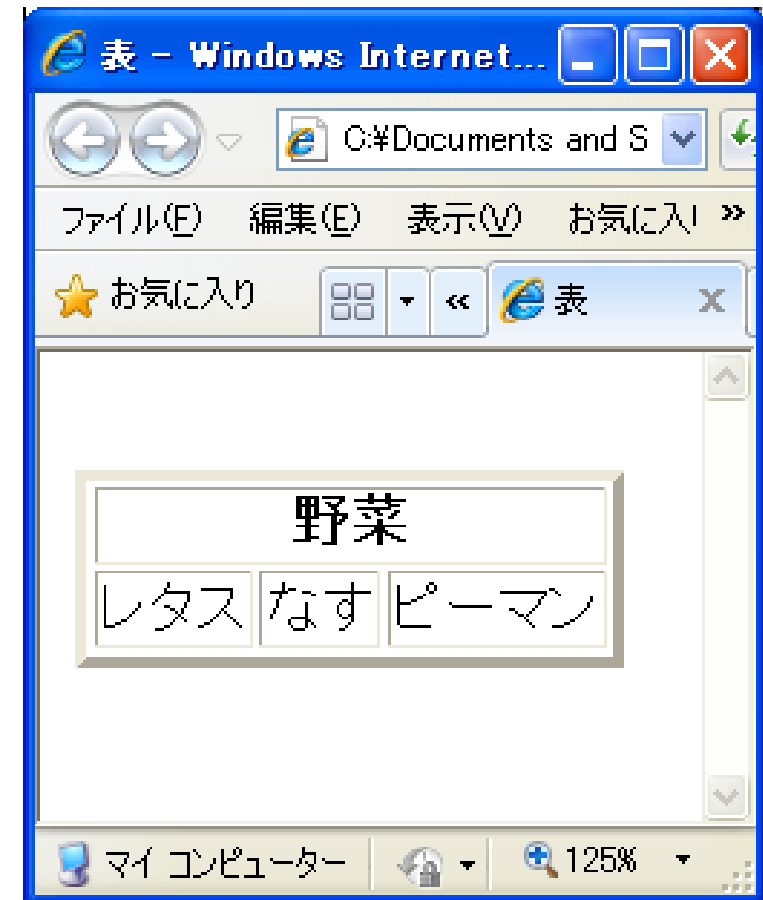 表 - Windows Internet...
C:¥Documents and S
ファイル(F) 編集(E) 表示(V) お気に入り »
お気に入り « 表
野菜
レタス なす ピーマン
マイ コンピューター 125%